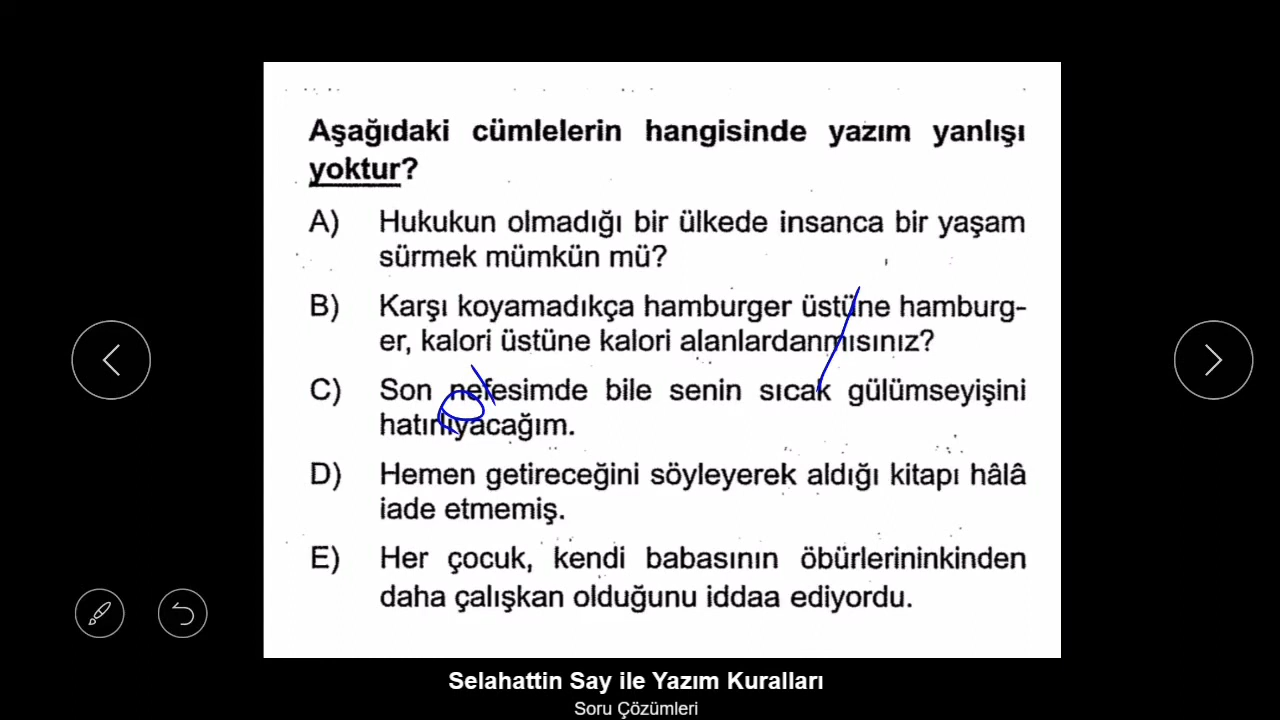 Aşağıdaki cümlelerin hangisinde yazım yanlışı
yoktur?
A) Hukukun olmadığı bir ülkede insanca bir yaşam
sürmek mümkün mü?
B) Karşı koyamadıkça hamburger üstüne hamburg-
er, kalori üstüne kalori alanlardanmısınız?
C) Son nefesimde bile senin sıcak gülümseyişini
hatırlıyacağım.
D) Hemen getireceğini söyleyerek aldığı kitapı hâlâ
iade etmemiş.
E) Her çocuk, kendi babasının öbürlerininkinden
daha çalışkan olduğunu iddaa ediyordu.
Selahattin Say ile Yazım Kuralları
Soru Çözümleri